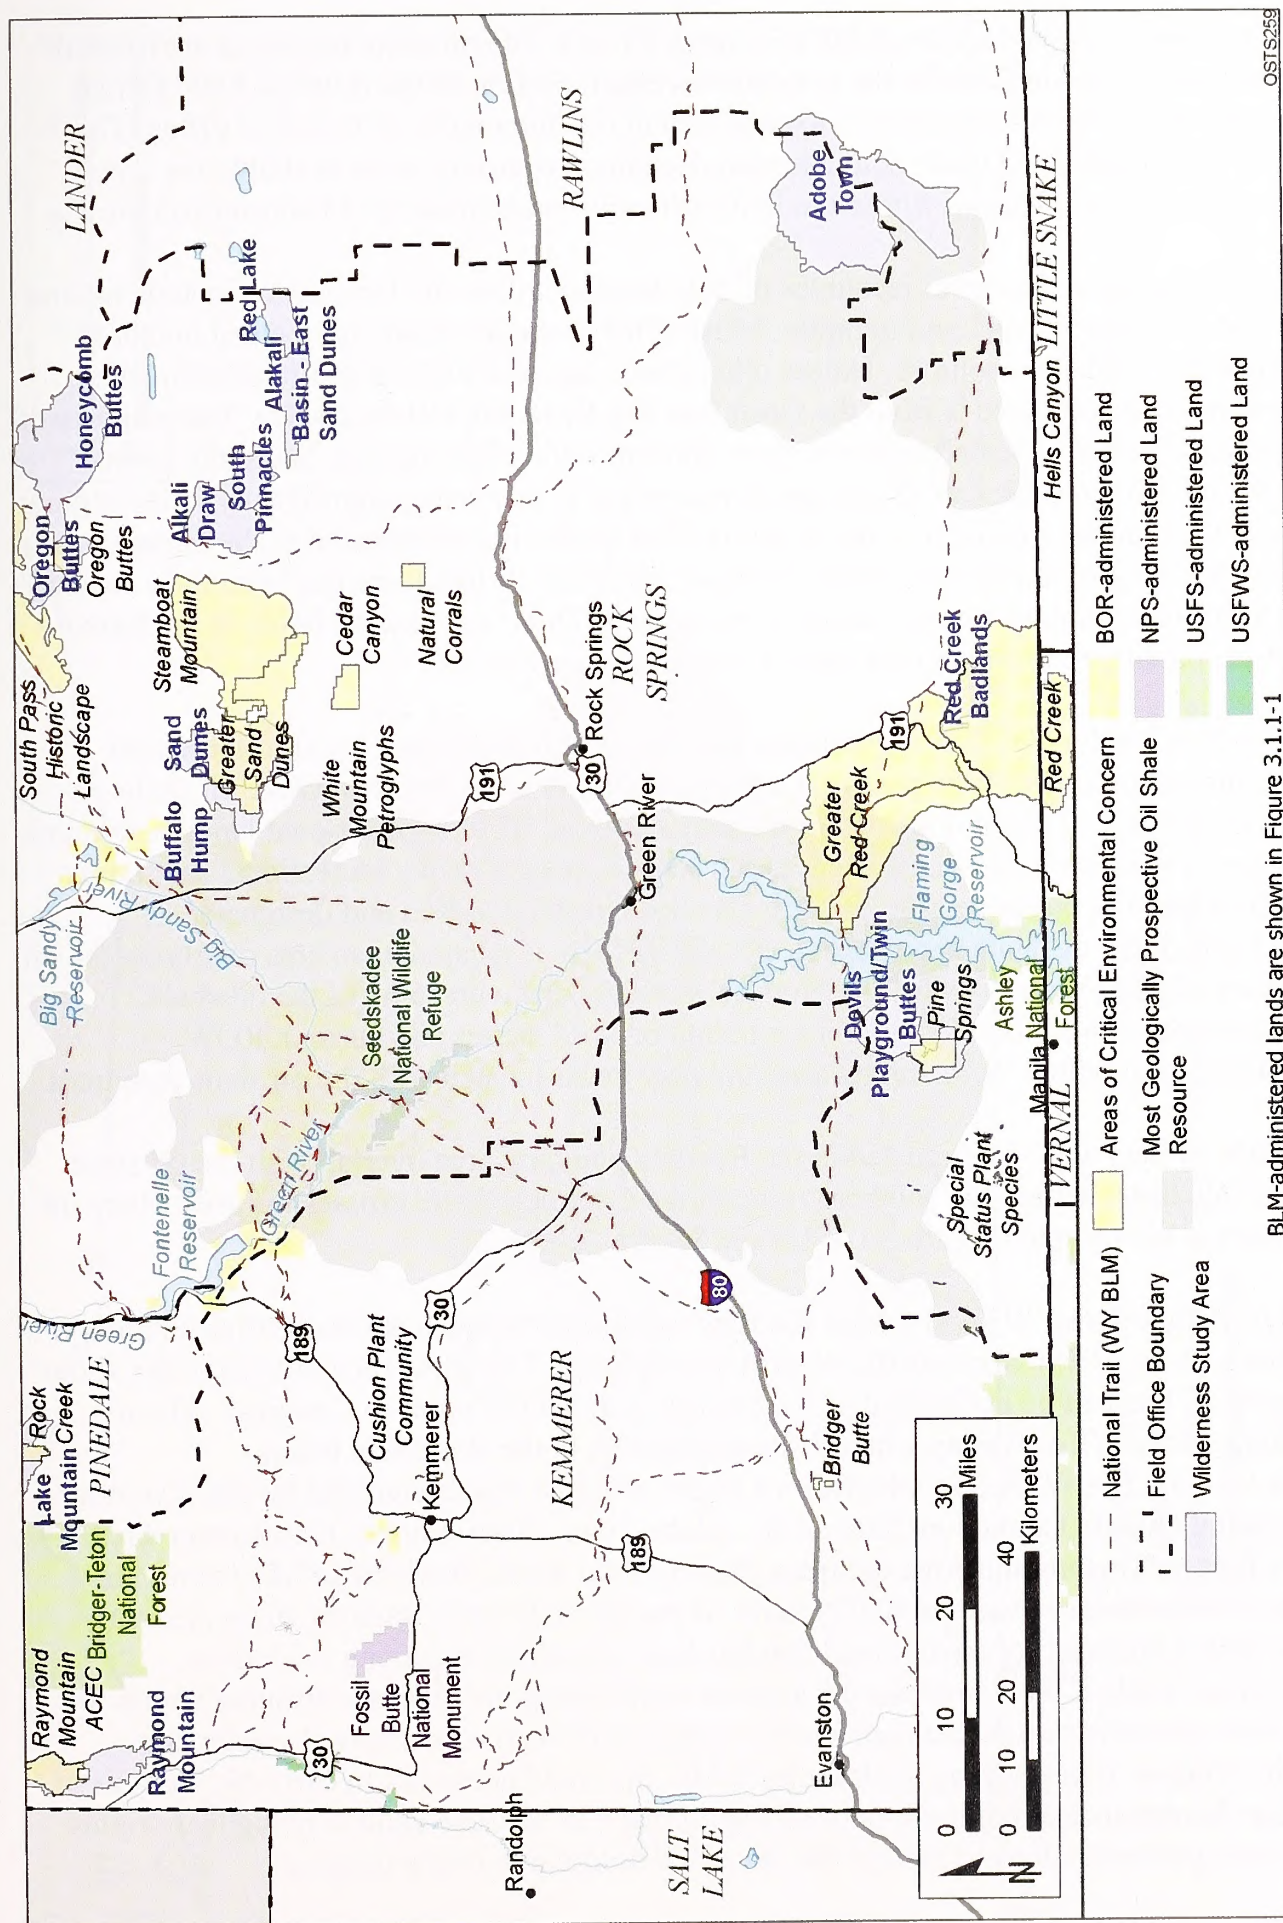 Raymond
Mountain
ACEC
Raymond
Mountain
Bridger-Teton
National
Forest
Lake
Mountain
Rock
Creek
PINEDALE
Green River
Fontenelle
Reservoir
Green River
Big Sandy
Reservoir
Big Sandy River
South Pass
Historic
Landscape
Oregon
Buttes
Oregon
Buttes
Honeycomb
Buttes
LANDER
Buffalo
Hump
Sand
Dunes
Greater
Sand
Dunes
Steamboat
Mountain
Alkali
Draw
South
Pinnacles
Alakali
Basin - East
Sand Dunes
Red Lake
30
Fossil
Butte
National
Monument
189
Cushion Plant
Community
Kemmerer
30
Seedskadee
National Wildlife
Refuge
White
Mountain
Petroglyphs
Cedar
Canyon
Natural
Corrals
191
Randolph
SALT
LAKE
KEMMERER
189
80
Green River
30
Rock Springs
ROCK
SPRINGS
RAWLINS
Evanston
Bridger
Butte
Devils
Playground/Twin
Buttes
Pine
Springs
Special
Status Plant
Species
Flaming
Gorge
Reservoir
Greater
Red Creek
191
Red Creek
Badlands
Adobe
Town
Ashley
National
Forest
Manila
VERNAL
Red Creek
Hells Canyon
LITTLE SNAKE
N
0 10 20 30
Miles
0 10 20 40
Kilometers
National Trail (WY BLM)
Field Office Boundary
Wilderness Study Area
Areas of Critical Environmental Concern
Most Geologically Prospective Oil Shale
Resource
BOR-administered Land
NPS-administered Land
USFS-administered Land
USFWS-administered Land
BLM-administered lands are shown in Figure 3.1.1-1
OSTS259